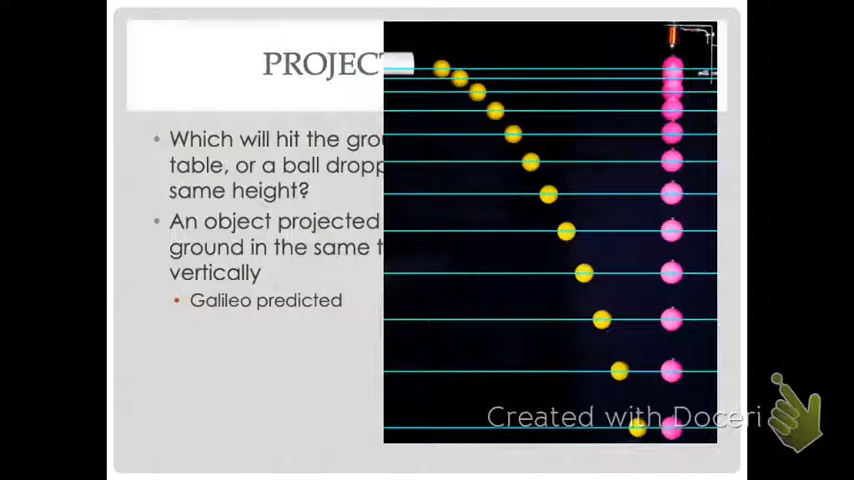 PROJECT
Which will hit the grou
table, or a ball dropp
same height?
An object projected
ground in the same t
vertically
Galileo predicted
Created with Doceri